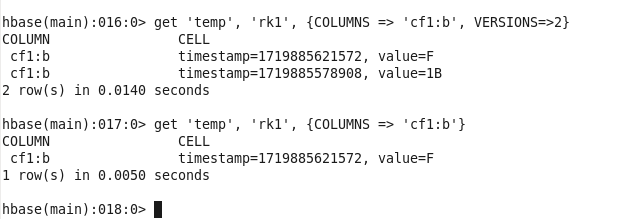 hbase(main):016:0> get 'temp', 'rk1', {COLUMNS => 'cf1:b', VERSIONS=>2}
COLUMN                CELL
 cf1:b                timestamp=1719885621572, value=F
 cf1:b                timestamp=1719885578908, value=1B
2 row(s) in 0.0140 seconds

hbase(main):017:0> get 'temp', 'rk1', {COLUMNS => 'cf1:b'}
COLUMN                CELL
 cf1:b                timestamp=1719885621572, value=F
1 row(s) in 0.0050 seconds

hbase(main):018:0>